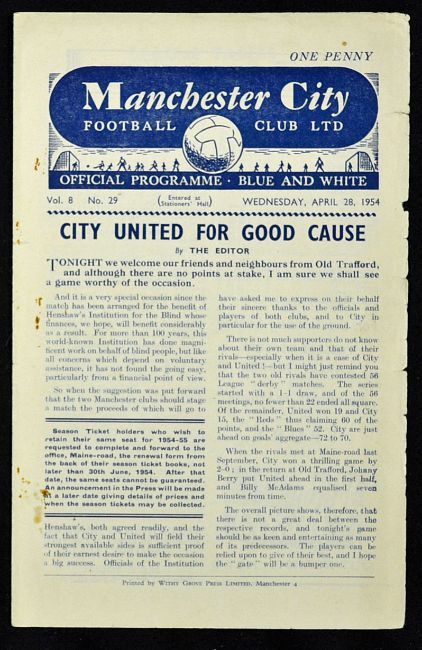 ONE PENNY
Manchester City
FOOTBALL CLUB LTD
OFFICIAL PROGRAMME · BLUE AND WHITE
Vol. 8 No. 29 (Entered at Stationers' Hall) WEDNESDAY, APRIL 28, 1954
CITY UNITED FOR GOOD CAUSE
By THE EDITOR
TONIGHT we welcome our friends and neighbours from Old Trafford,
and although there are no points at stake, I am sure we shall see
a game worthy of the occasion.
And it is a very special occasion since the
match has been arranged for the benefit of
Henshaw's Institution for the Blind whose
finances, we hope, will benefit considerably
as a result. For more than 100 years, this
world-known Institution has done magni-
ficent work on behalf of blind people, but like
all concerns which depend on voluntary
assistance, it has not found the going easy,
particularly from a financial point of view.
So when the suggestion was put forward
that the two Manchester clubs should stage
a match the proceeds of which will go to
Season Ticket holders who wish to
retain their same seat for 1954-55 are
requested to complete and forward to the
office, Maine-road, the renewal form from
the back of their season ticket books, not
later than 30th June, 1954. After that
date, the same seats cannot be guaranteed.
An announcement in the Press will be made
at a later date giving details of prices and
when the season tickets may be collected.
Henshaw's, both agreed readily, and the
fact that City and United will field their
strongest available sides is sufficient proof
of their earnest desire to make the occasion
a big success. Officials of the Institution
have asked me to express on their behalf
their sincere thanks to the officials and
players of both clubs, and to City in
particular for the use of the ground.
There is not much supporters do not know
about their own team and that of their
rivals—especially when it is a case of City
and United!—but I might just remind you
that the two old rivals have contested 56
League "derby" matches. The series
started with a 1–1 draw, and of the 56
meetings, no fewer than 22 ended all square.
Of the remainder, United won 19 and City
15, the "Reds" thus claiming 60 of the
points, and the "Blues" 52. City are just
ahead on goals' aggregate—72 to 70.
When the rivals met at Maine-road last
September, City won a thrilling game by
2–0; in the return at Old Trafford, Johnny
Berry put United ahead in the first half,
and Billy McAdams equalised seven
minutes from time.
The overall picture shows, therefore, that
there is not a great deal between the
respective records, and tonight's game
should be as keen and entertaining as many
of its predecessors. The players can be
relied upon to give of their best, and I hope
the "gate" will be a bumper one.
Printed by WITHY GROVE PRESS LIMITED, Manchester 4